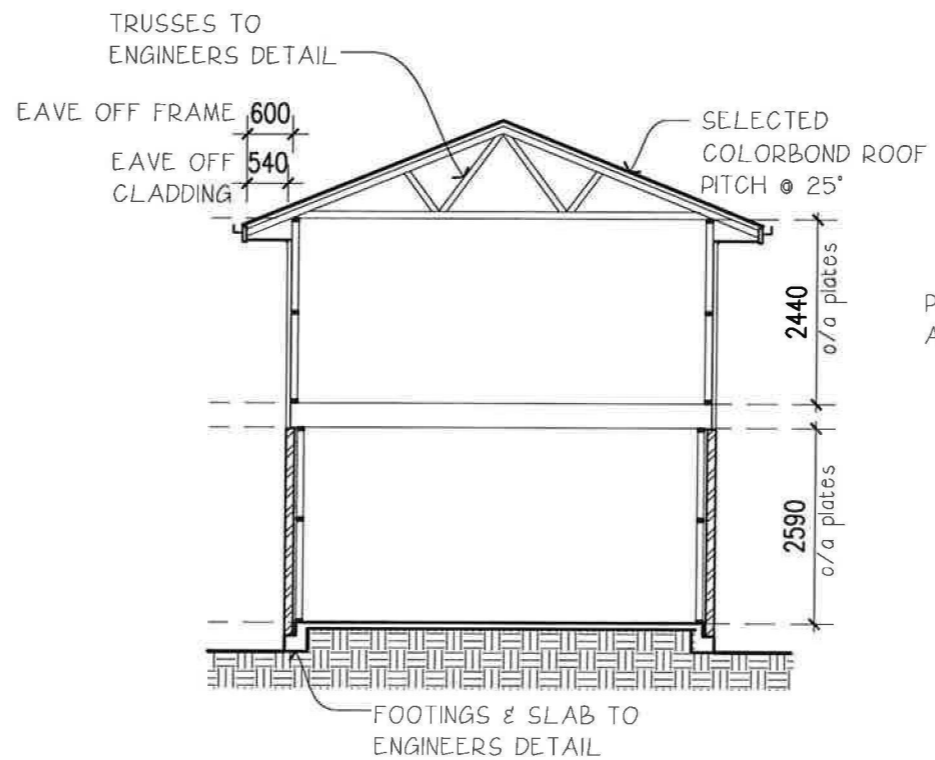 TRUSSES TO
ENGINEERS DETAIL
EAVE OFF FRAME 600
EAVE OFF 540
CLADDING
SELECTED
COLORBOND ROOF
PITCH @ 25°
2440
o/a plates
P
A
2590
o/a plates
FOOTINGS & SLAB TO
ENGINEERS DETAIL